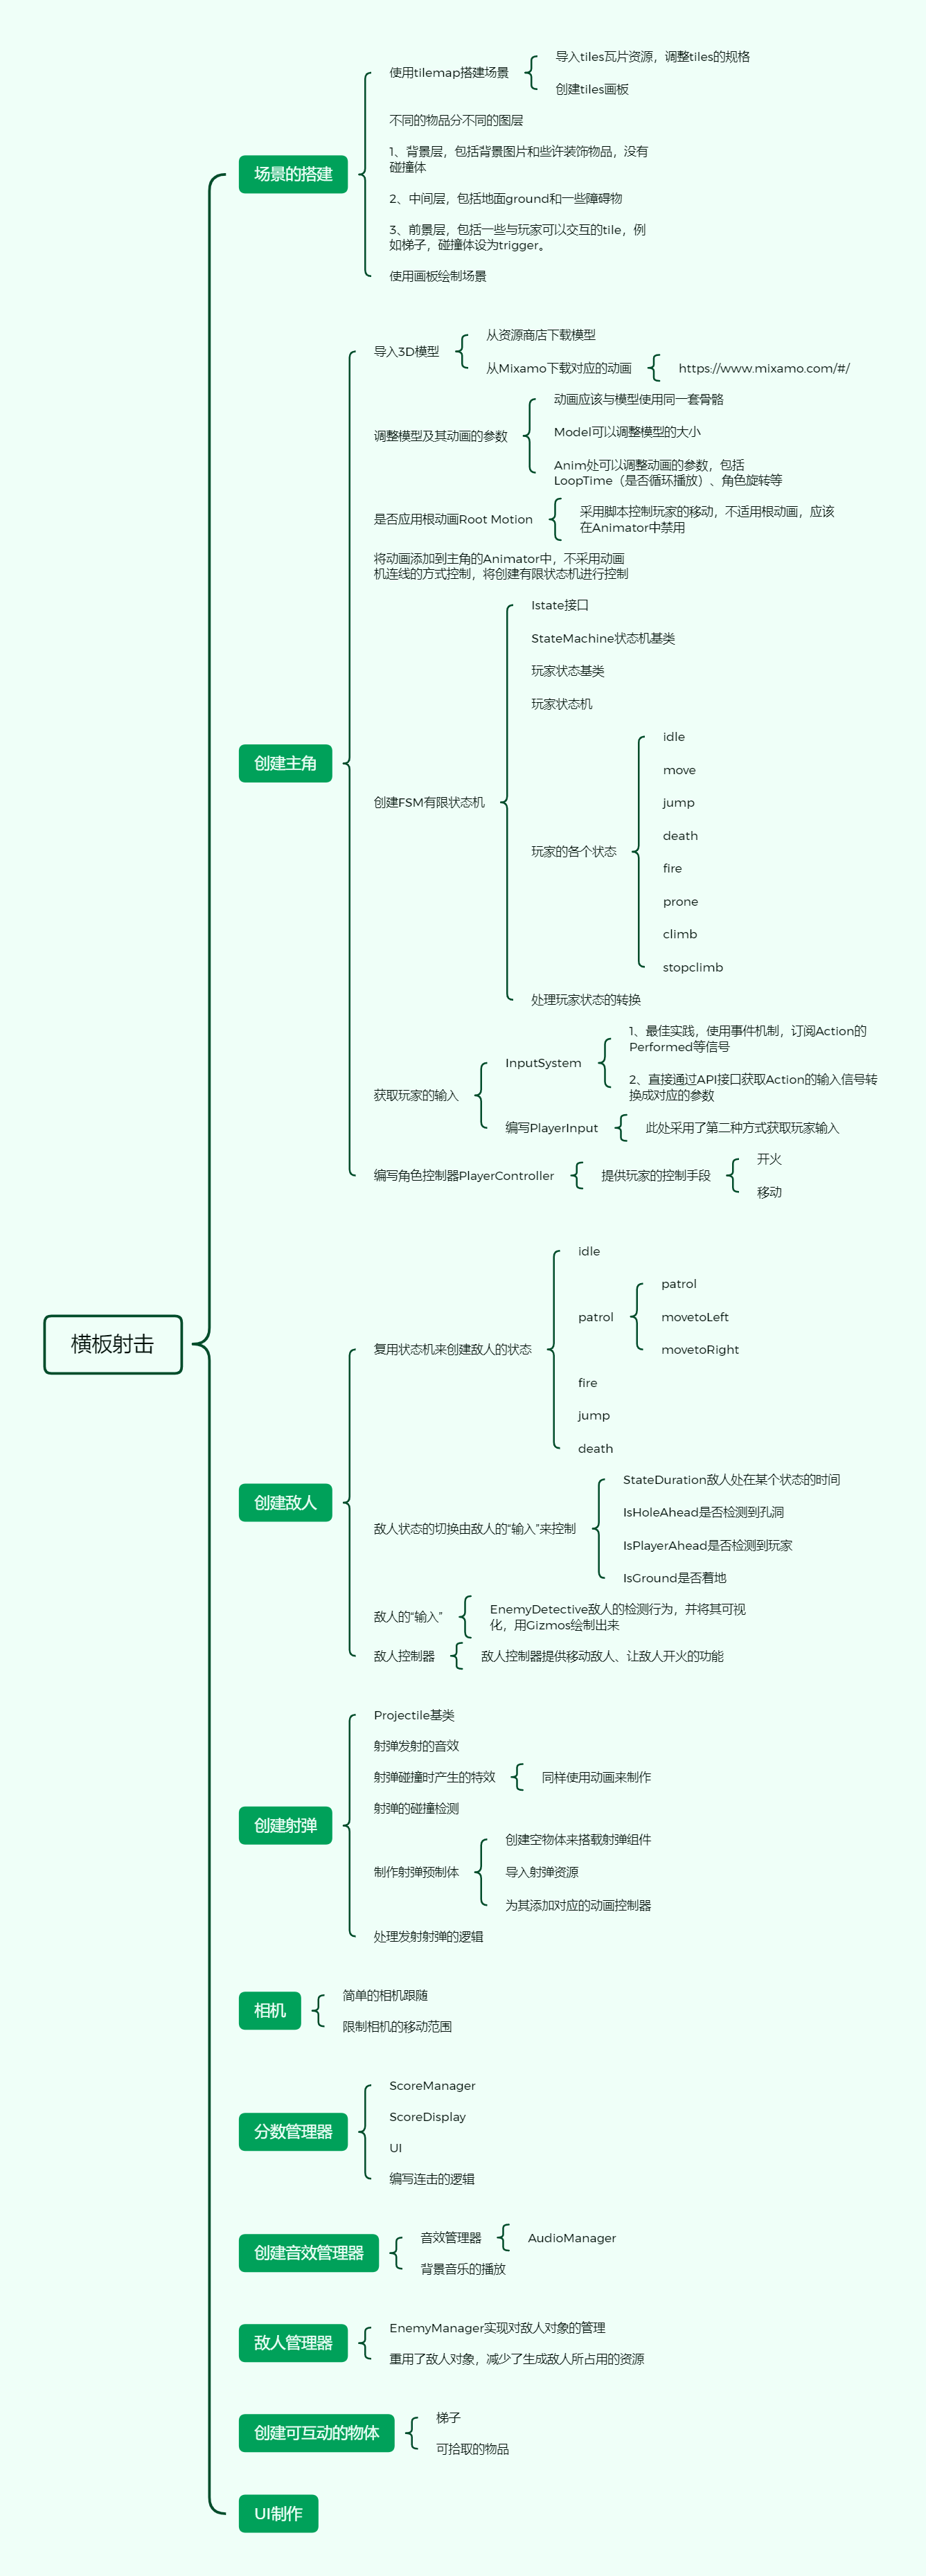 横板射击
场景的搭建
使用tilemap搭建场景
导入tiles瓦片资源，调整tiles的规格
创建tiles画板
不同的物品分不同的图层
1、背景层，包括背景图片和些许装饰物品，没有
碰撞体
2、中间层，包括地面ground和一些障碍物
3、前景层，包括一些与玩家可以交互的tile，例
如梯子，碰撞体设为trigger。
使用画板绘制场景
创建主角
导入3D模型
从资源商店下载模型
从Mixamo下载对应的动画
https://www.mixamo.com/#/
调整模型及其动画的参数
动画应该与模型使用同一套骨骼
Model可以调整模型的大小
Anim处可以调整动画的参数，包括
LoopTime（是否循环播放）、角色旋转等
是否应用根动画Root Motion
采用脚本控制玩家的移动，不适用根动画，应该
在Animator中禁用
将动画添加到主角的Animator中，不采用动画
机连线的方式控制，将创建有限状态机进行控制
创建FSM有限状态机
Istate接口
StateMachine状态机基类
玩家状态基类
玩家状态机
玩家的各个状态
idle
move
jump
death
fire
prone
climb
stopclimb
处理玩家状态的转换
获取玩家的输入
InputSystem
1、最佳实践，使用事件机制，订阅Action的
Performed等信号
2、直接通过API接口获取Action的输入信号转
换成对应的参数
编写PlayerInput
此处采用了第二种方式获取玩家输入
编写角色控制器PlayerController
提供玩家的控制手段
开火
移动
创建敌人
复用状态机来创建敌人的状态
idle
patrol
patrol
movetoLeft
movetoRight
fire
jump
death
敌人状态的切换由敌人的“输入”来控制
StateDuration敌人处在某个状态的时间
IsHoleAhead是否检测到孔洞
IsPlayerAhead是否检测到玩家
IsGround是否着地
敌人的“输入”
EnemyDetective敌人的检测行为，并将其可视
化，用Gizmos绘制出来
敌人控制器
敌人控制器提供移动敌人、让敌人开火的功能
创建射弹
Projectile基类
射弹发射的音效
射弹碰撞时产生的特效
同样使用动画来制作
射弹的碰撞检测
制作射弹预制体
创建空物体来搭载射弹组件
导入射弹资源
为其添加对应的动画控制器
处理发射射弹的逻辑
相机
简单的相机跟随
限制相机的移动范围
分数管理器
ScoreManager
ScoreDisplay
UI
编写连击的逻辑
创建音效管理器
音效管理器
AudioManager
背景音乐的播放
敌人管理器
EnemyManager实现对敌人对象的管理
重用了敌人对象，减少了生成敌人所占用的资源
创建可互动的物体
梯子
可拾取的物品
UI制作